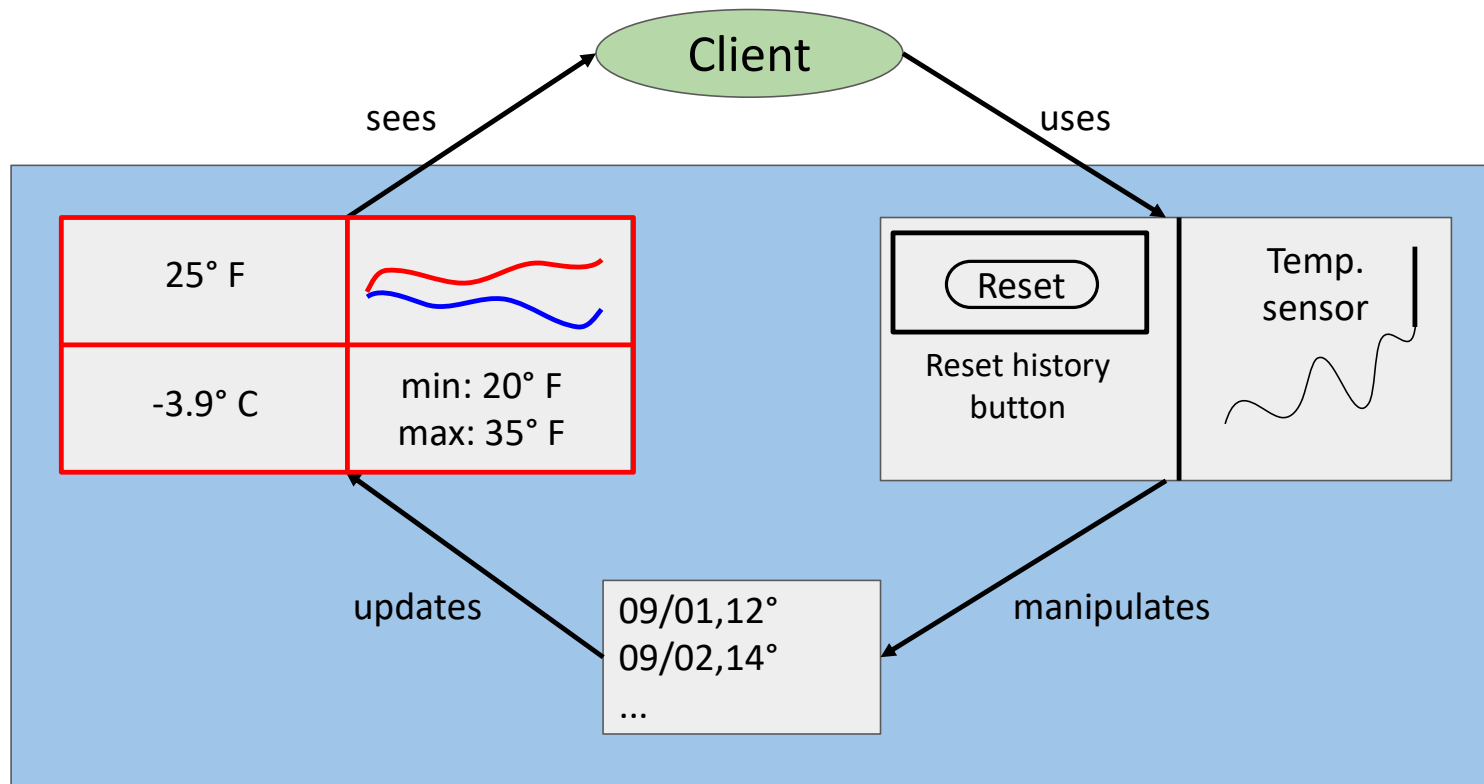 Client
sees
uses
25° F
-3.9° C
min: 20° F
max: 35° F
Reset
Reset history
button
Temp.
sensor
updates
manipulates
09/01,12°
09/02,14°
...